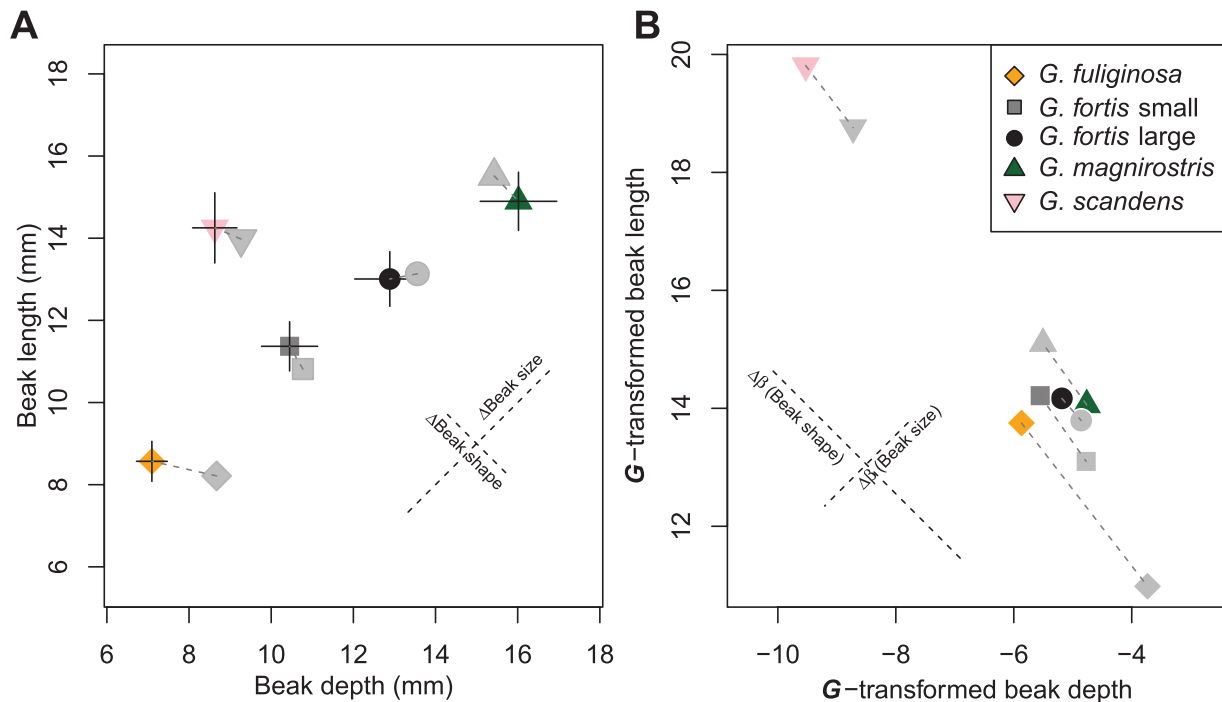 A
18
16
14
12
10
8
6
Beak length (mm)
ΔBeak size
ΔBeak shape
6 8 10 12 14 16 18
Beak depth (mm)
B
20
18
16
14
12
G−transformed beak length
G. fuliginosa
G. fortis small
G. fortis large
G. magnirostris
G. scandens
Δβ (Beak shape)
Δβ (Beak size)
−10 −8 −6 −4
G−transformed beak depth